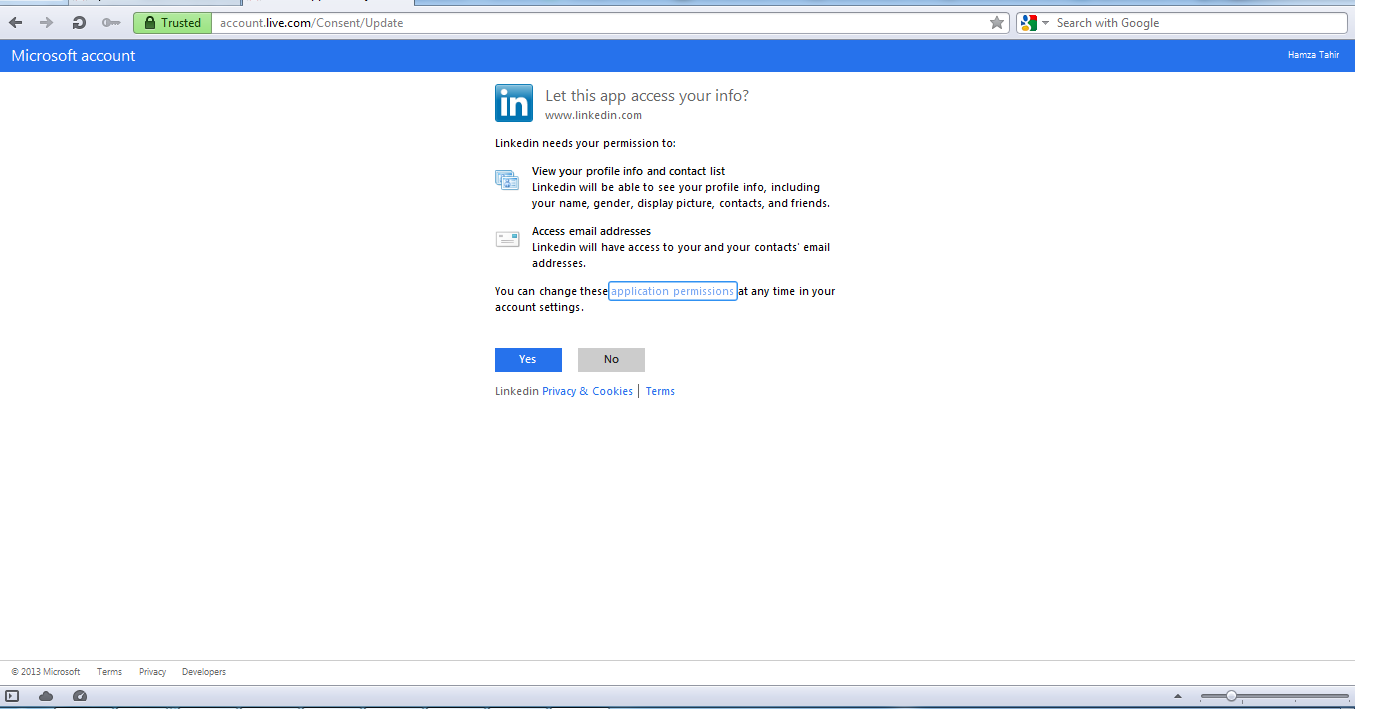 Trusted
account.live.com/Consent/Update
Search with Google
Microsoft account
Hamza Tahir
in
Let this app access your info?
www.linkedin.com
Linkedin needs your permission to:
View your profile info and contact list
Linkedin will be able to see your profile info, including
your name, gender, display picture, contacts, and friends.
Access email addresses
Linkedin will have access to your and your contacts' email
addresses.
You can change these application permissions at any time in your
account settings.
Yes
No
Linkedin Privacy & Cookies | Terms
© 2013 Microsoft Terms Privacy Developers